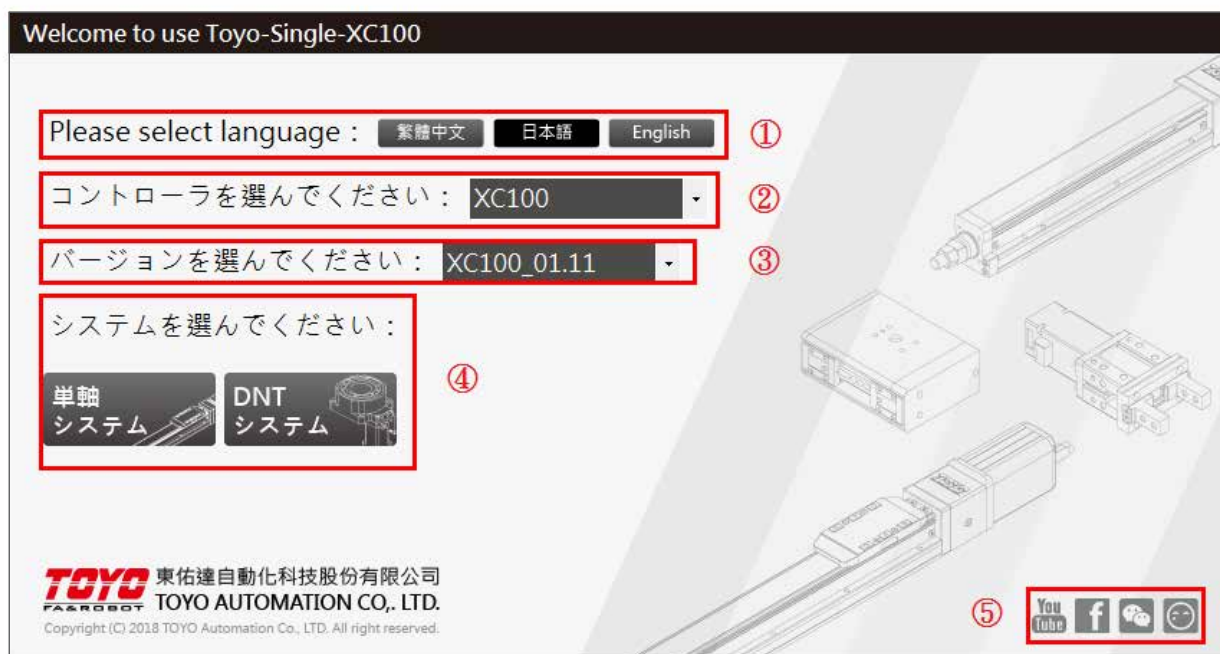 Welcome to use Toyo-Single-XC100
Please select language： 繁體中文 日本語 English ①
コントローラを選んでください： XC100 ②
バージョンを選んでください： XC100_01.11 ③
システムを選んでください：
単軸
システム
DNT
システム
④
TOYO
FA&ROBOT
東佑達自動化科技股份有限公司
TOYO AUTOMATION CO,. LTD.
Copyright (C) 2018 TOYO Automation Co., LTD. All right reserved.
⑤ You
Tube f